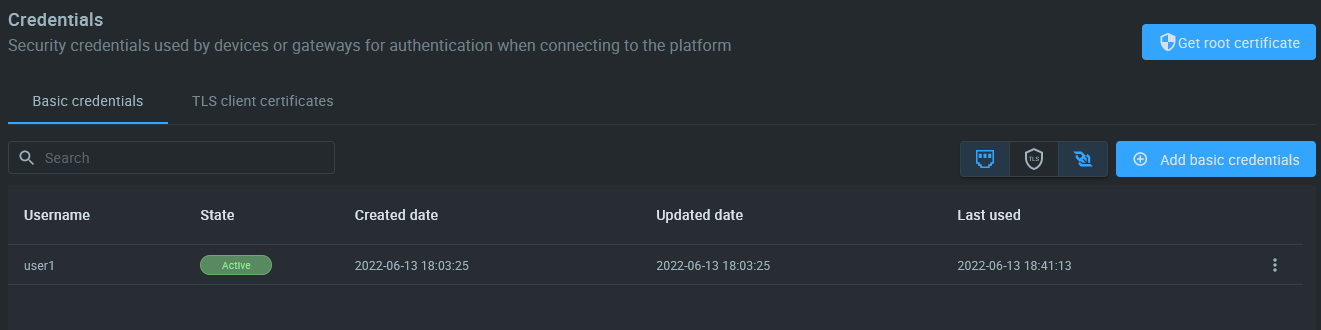 Credentials
Security credentials used by devices or gateways for authentication when connecting to the platform
Get root certificate
Basic credentials TLS client certificates
Search
TLS
Add basic credentials
Username State Created date Updated date Last used
user1 Active 2022-06-13 18:03:25 2022-06-13 18:03:25 2022-06-13 18:41:13